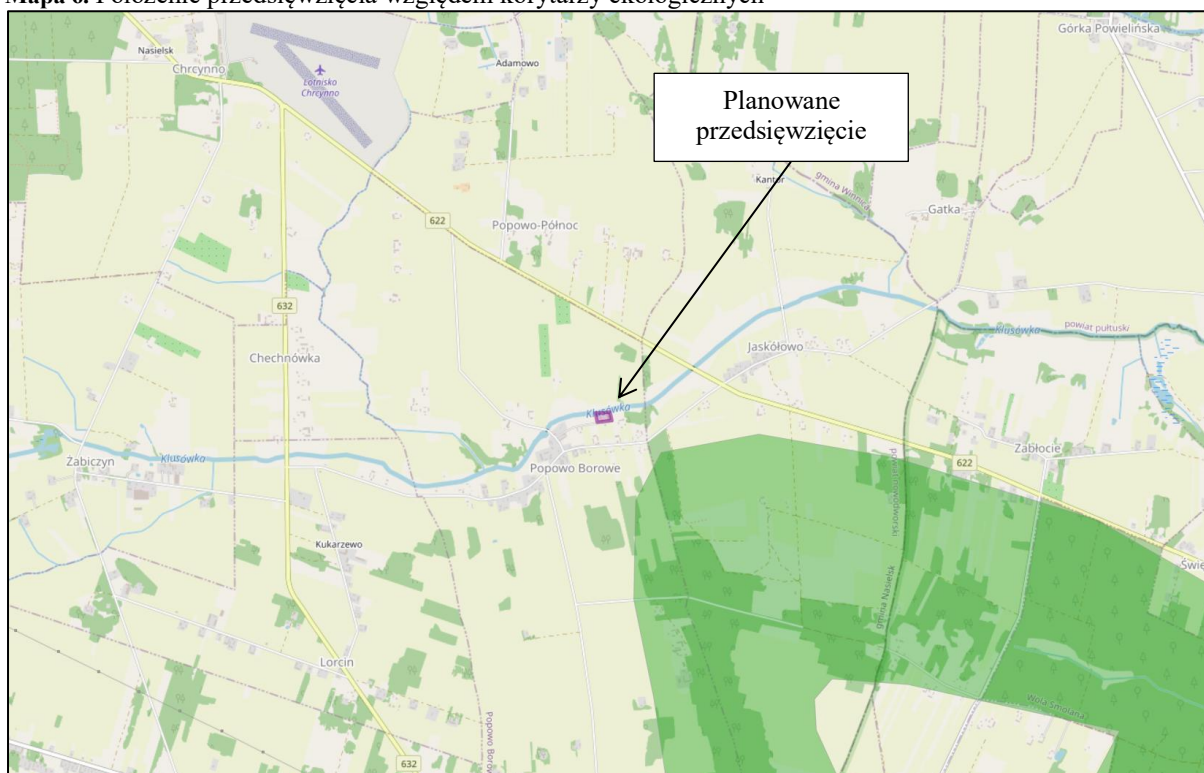 Mapa 6. Położenie przedsięwzięcia względem korytarzy ekologicznych
Górka Powielińska
Nasielsk
Chrcynno
Adamowo
Lotnisko
Chrcynno
Planowane
przedsięwzięcie
Kantor
gmina Winnica
Gatka
622
Popowo-Północ
632
Klusówka
powiat pułtuski
Chechnówka
Jaskółowo
Klusówka
Żabiczyn
Klusówka
Popowo Borowe
622
Zabłocie
powiat nowodworski
Kukarzewo
gmina Nasielsk
Lorcin
Wola Smolana
632